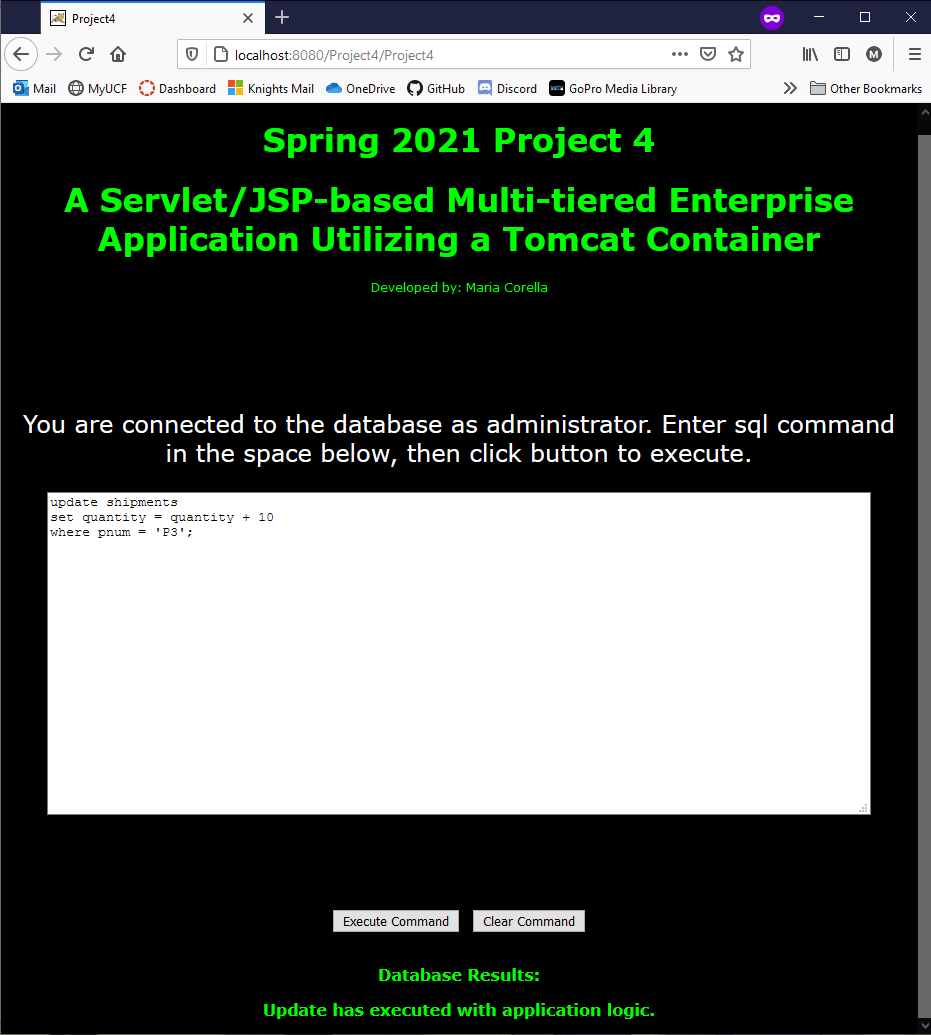 Project4
localhost:8080/Project4/Project4
M
Mail MyUCF Dashboard Knights Mail OneDrive GitHub Discord GoPro Media Library Other Bookmarks
Spring 2021 Project 4
A Servlet/JSP-based Multi-tiered Enterprise
Application Utilizing a Tomcat Container
Developed by: Maria Corella
You are connected to the database as administrator. Enter sql command
in the space below, then click button to execute.
update shipments
set quantity = quantity + 10
where pnum = 'P3';
Execute Command Clear Command
Database Results:
Update has executed with application logic.